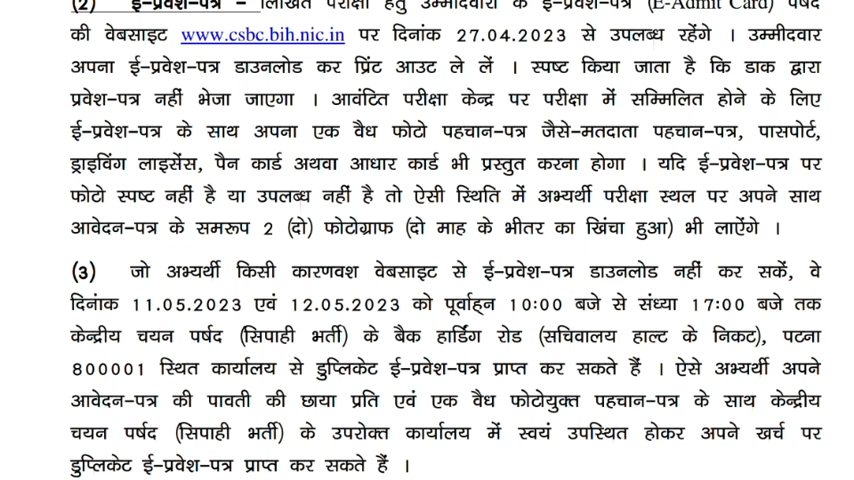 (2) ई–प्रवेश–पत्र – लिखित परीक्षा हेतु उम्मीदवारों के ई–प्रवेश–पत्र (E-Admit Card) पर्षद
की वेबसाइट www.csbc.bih.nic.in पर दिनांक 27.04.2023 से उपलब्ध रहेंगे । उम्मीदवार
अपना ई–प्रवेश–पत्र डाउनलोड कर प्रिंट आउट ले लें । स्पष्ट किया जाता है कि डाक द्वारा
प्रवेश–पत्र नहीं भेजा जाएगा । आवंटित परीक्षा केन्द्र पर परीक्षा में सम्मिलित होने के लिए
ई–प्रवेश–पत्र के साथ अपना एक वैध फोटो पहचान–पत्र जैसे–मतदाता पहचान–पत्र, पासपोर्ट,
ड्राइविंग लाइसेंस, पैन कार्ड अथवा आधार कार्ड भी प्रस्तुत करना होगा । यदि ई–प्रवेश–पत्र पर
फोटो स्पष्ट नहीं है या उपलब्ध नहीं है तो ऐसी स्थिति में अभ्यर्थी परीक्षा स्थल पर अपने साथ
आवेदन–पत्र के समरूप 2 (दो) फोटोग्राफ (दो माह के भीतर का खिंचा हुआ) भी लाऐंगे ।
(3) जो अभ्यर्थी किसी कारणवश वेबसाइट से ई–प्रवेश–पत्र डाउनलोड नहीं कर सकें, वे
दिनांक 11.05.2023 एवं 12.05.2023 को पूर्वाह्न 10:00 बजे से संध्या 17:00 बजे तक
केन्द्रीय चयन पर्षद (सिपाही भर्ती) के बैक हार्डिंग रोड (सचिवालय हाल्ट के निकट), पटना
800001 स्थित कार्यालय से डुप्लिकेट ई–प्रवेश–पत्र प्राप्त कर सकते हैं । ऐसे अभ्यर्थी अपने
आवेदन–पत्र की पावती की छाया प्रति एवं एक वैध फोटोयुक्त पहचान–पत्र के साथ केन्द्रीय
चयन पर्षद (सिपाही भर्ती) के उपरोक्त कार्यालय में स्वयं उपस्थित होकर अपने खर्च पर
डुप्लिकेट ई–प्रवेश–पत्र प्राप्त कर सकते हैं ।